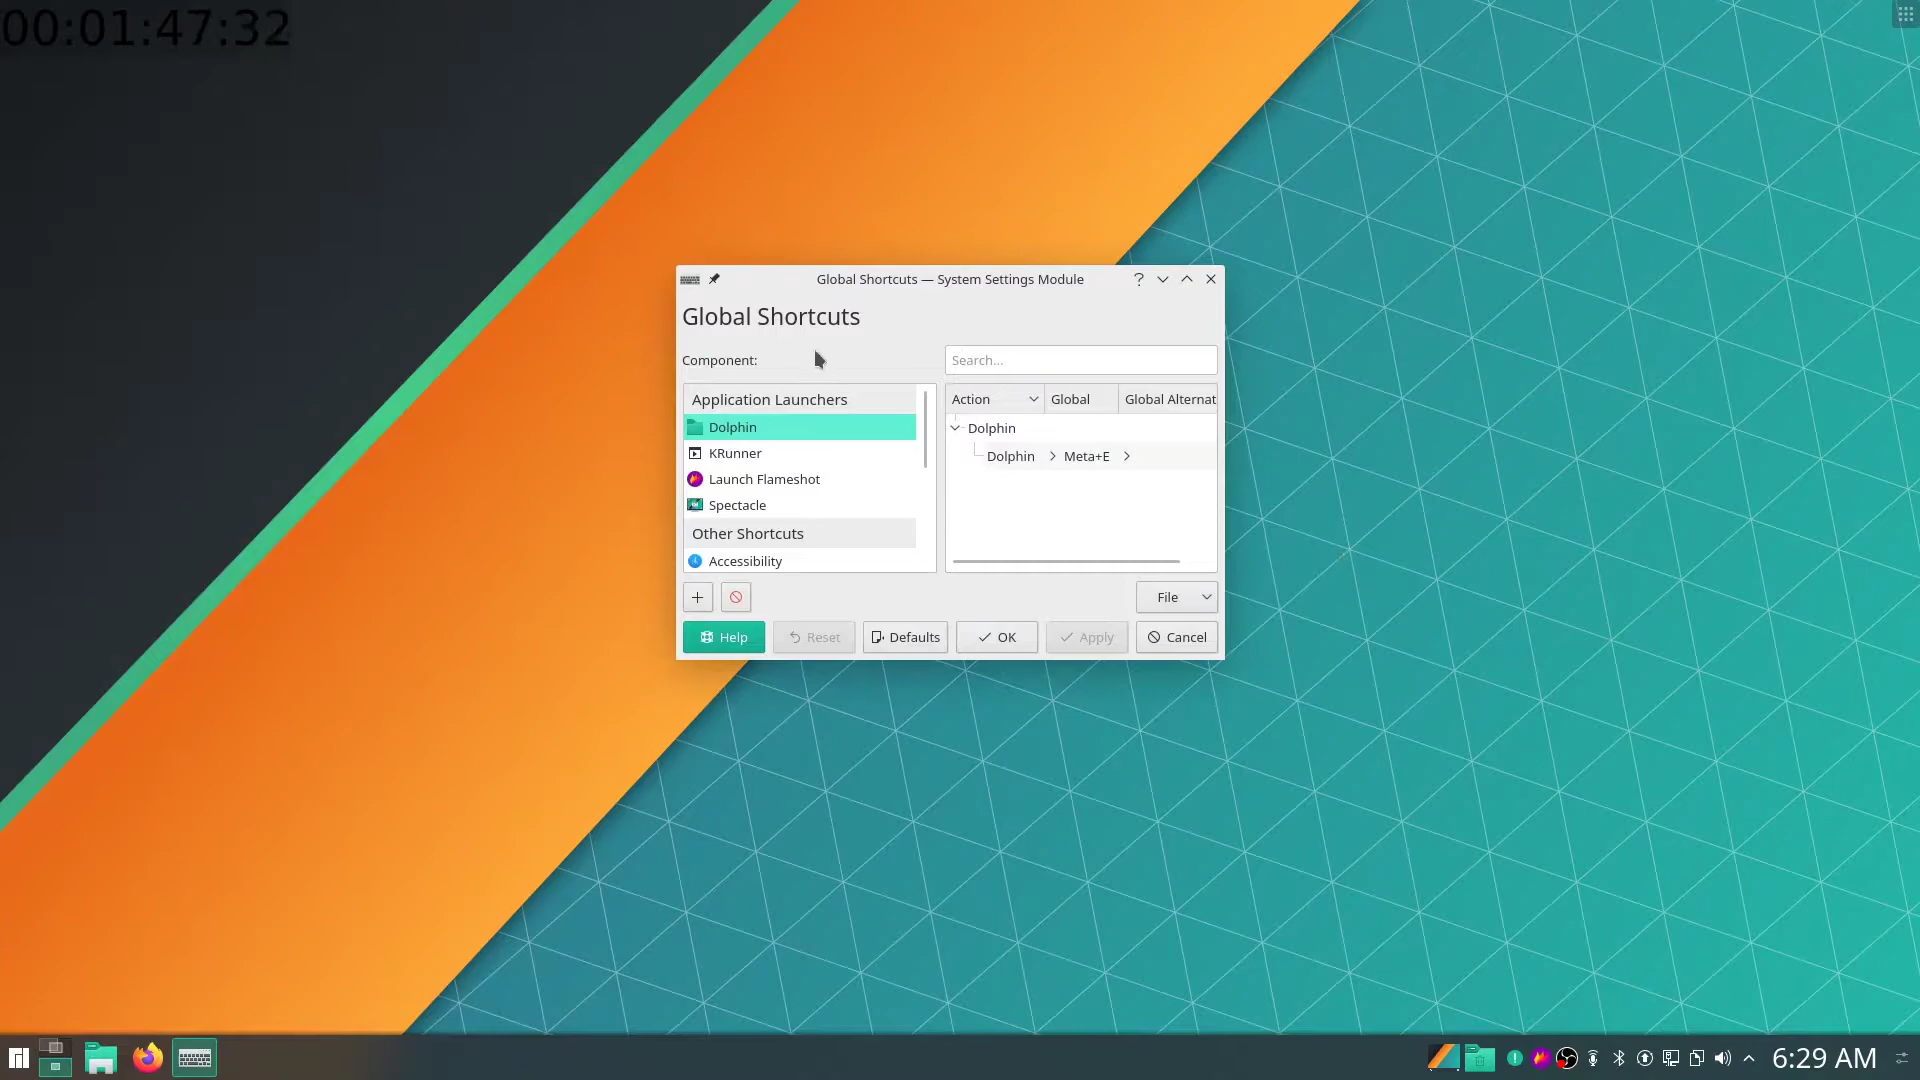 00:01:47:32
Global Shortcuts — System Settings Module
Global Shortcuts
Component:
Search...
Application Launchers
Dolphin
KRunner
Launch Flameshot
Spectacle
Other Shortcuts
Accessibility
Action Global Global Alternat
Dolphin
Dolphin Meta+E
File
Help Reset Defaults OK Apply Cancel
6:29 AM